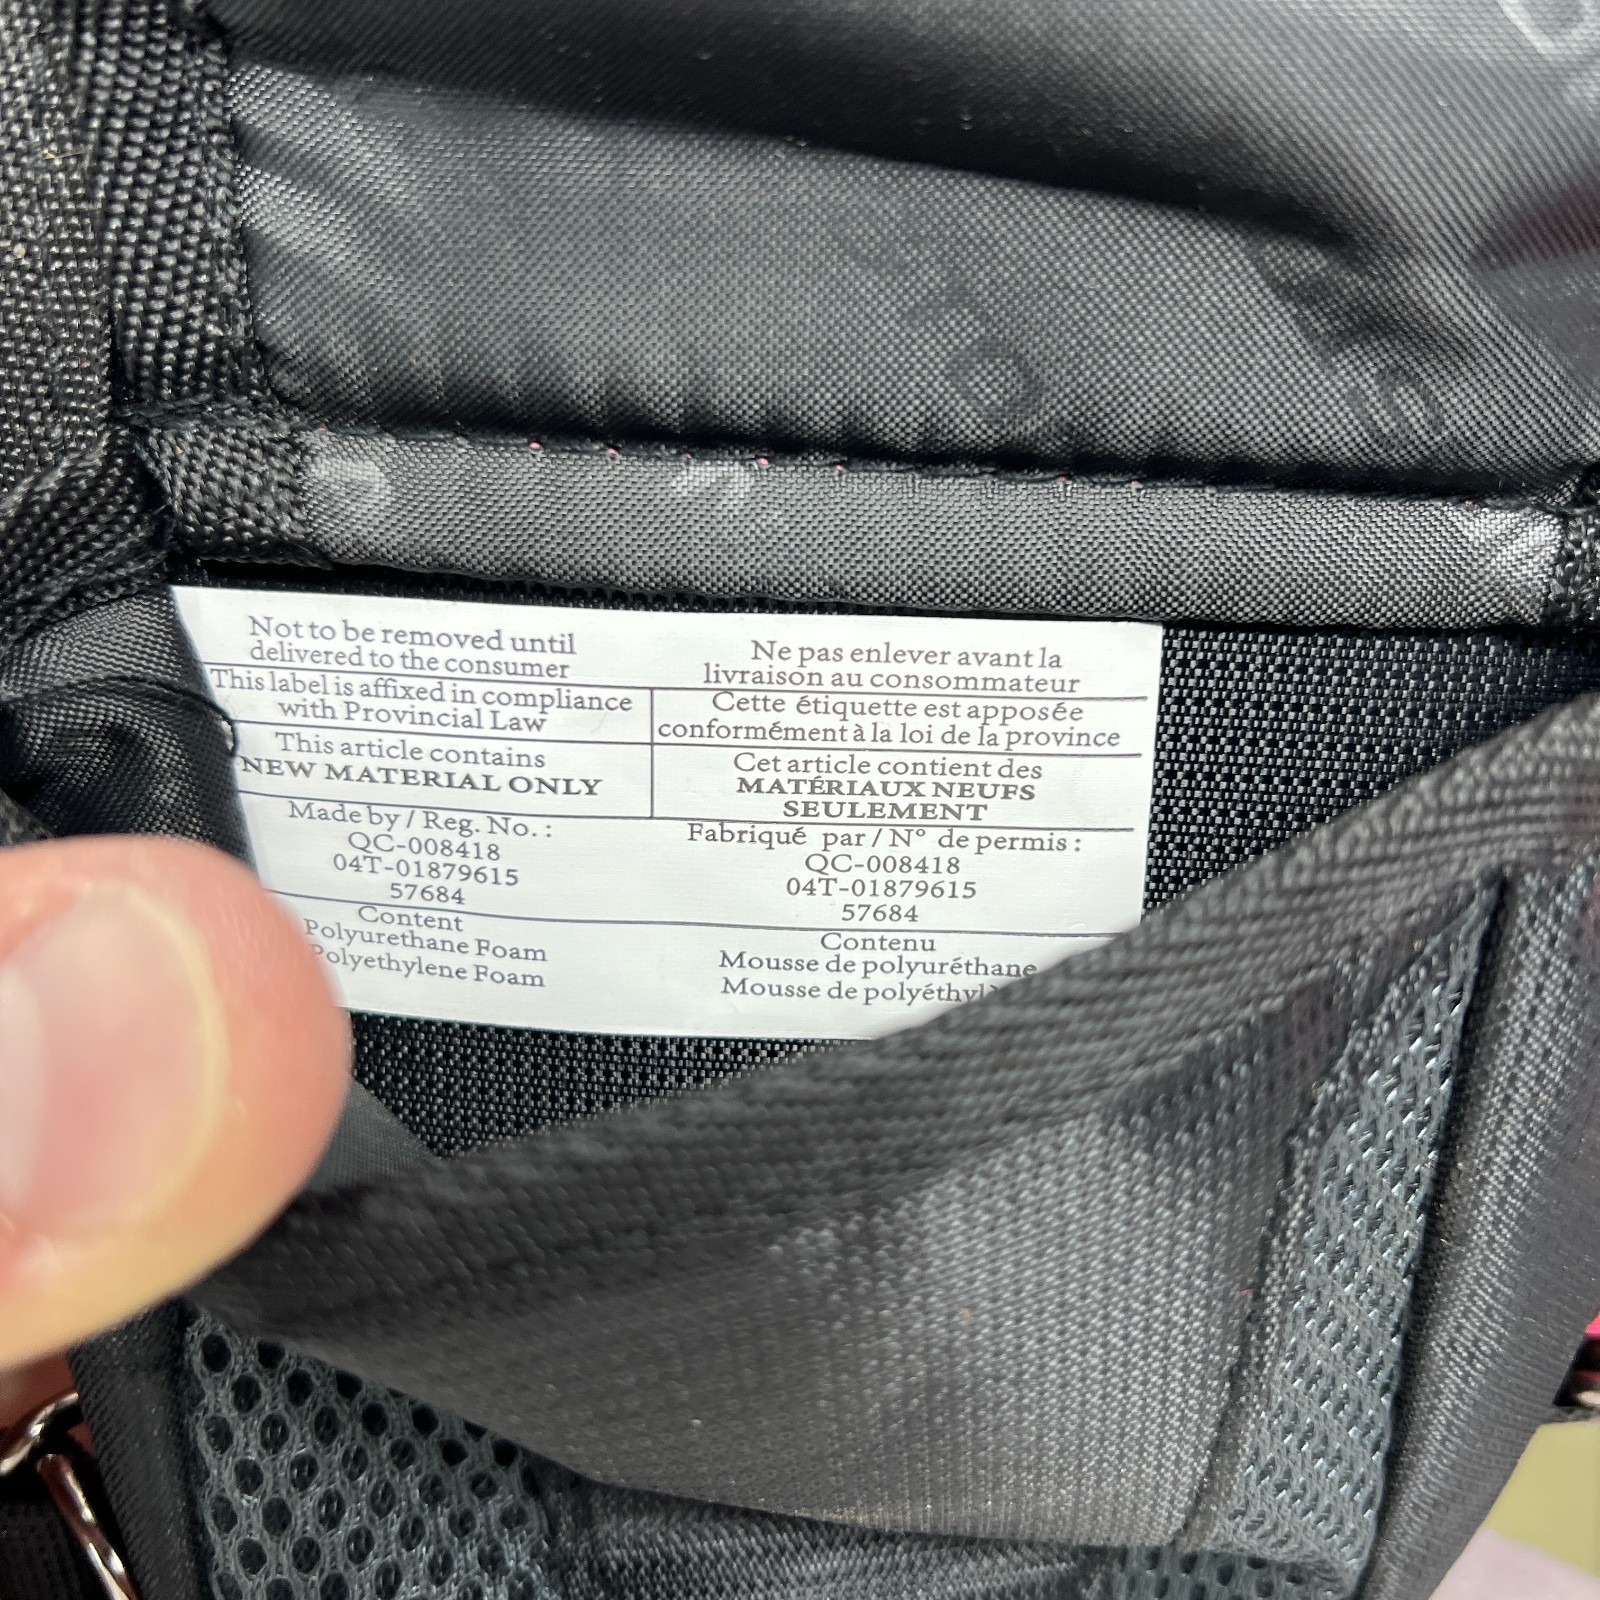 Not to be removed until
delivered to the consumer
Ne pas enlever avant la
livraison au consommateur
This label is affixed in compliance
with Provincial Law
Cette étiquette est apposée
conformément à la loi de la province
This article contains
NEW MATERIAL ONLY
Cet article contient des
MATÉRIAUX NEUFS
SEULEMENT
Made by / Reg. No. :
QC-008418
04T-01879615
57684
Fabriqué par / N° de permis :
QC-008418
04T-01879615
57684
Content
Polyurethane Foam
Polyethylene Foam
Contenu
Mousse de polyuréthane
Mousse de